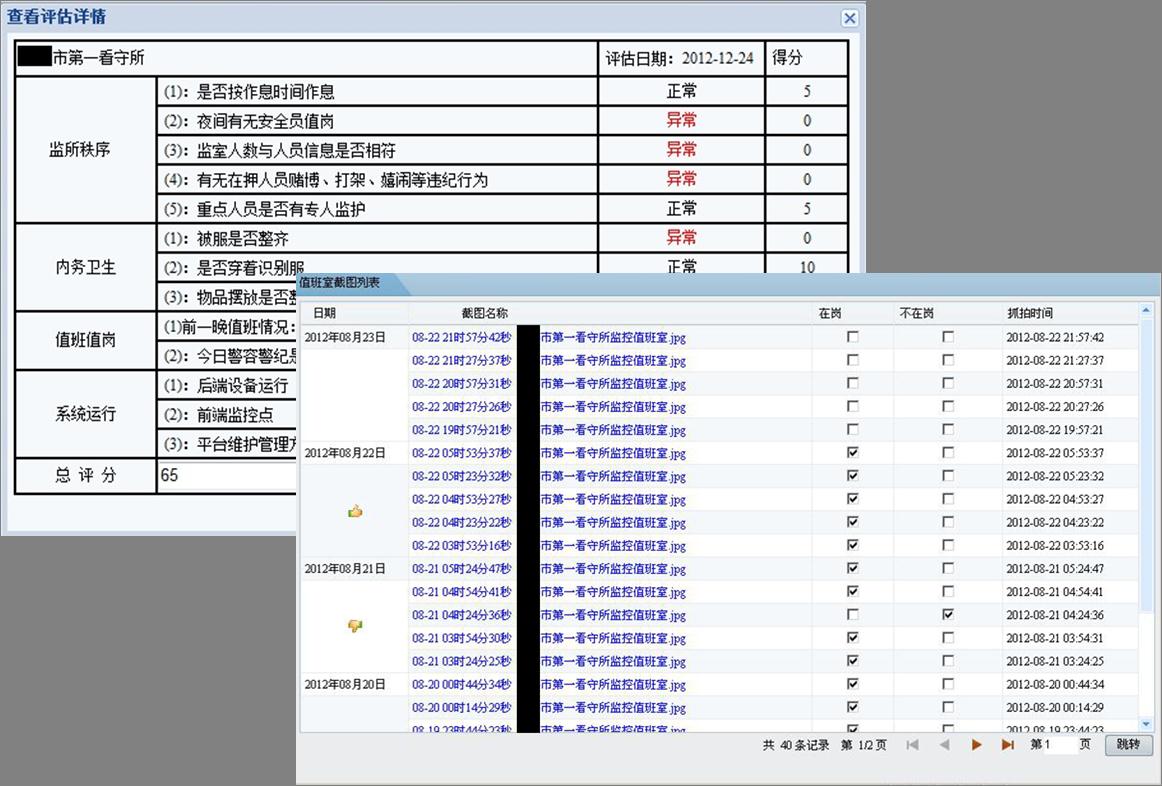 查看评估详情
市第一看守所 评估日期：2012-12-24 得分
监所秩序
(1)：是否按作息时间作息 正常 5
(2)：夜间有无安全员值岗 异常 0
(3)：监室人数与人员信息是否相符 异常 0
(4)：有无在押人员赌博、打架、嬉闹等违纪行为 异常 0
(5)：重点人员是否有专人监护 正常 5
内务卫生
(1)：被服是否整齐 异常 0
(2)：是否穿着识别服 正常 10
(3)：物品摆放是否整
值班值岗
(1)前一晚值班情况：
(2)：今日警容警纪是
系统运行
(1)：后端设备运行
(2)：前端监控点
(3)：平台维护管理方
总 评 分 65
值班室截图列表
日期 截图名称 在岗 不在岗 抓拍时间
2012年08月23日 08-22 21时57分42秒 市第一看守所监控值班室.jpg 2012-08-22 21:57:42
08-22 21时27分37秒 市第一看守所监控值班室.jpg 2012-08-22 21:27:37
08-22 20时57分31秒 市第一看守所监控值班室.jpg 2012-08-22 20:57:31
08-22 20时27分26秒 市第一看守所监控值班室.jpg 2012-08-22 20:27:26
08-22 19时57分21秒 市第一看守所监控值班室.jpg 2012-08-22 19:57:21
2012年08月22日 08-22 05时53分37秒 市第一看守所监控值班室.jpg 2012-08-22 05:53:37
08-22 05时23分32秒 市第一看守所监控值班室.jpg 2012-08-22 05:23:32
08-22 04时53分27秒 市第一看守所监控值班室.jpg 2012-08-22 04:53:27
08-22 04时23分22秒 市第一看守所监控值班室.jpg 2012-08-22 04:23:22
08-22 03时53分16秒 市第一看守所监控值班室.jpg 2012-08-22 03:53:16
2012年08月21日 08-21 05时24分47秒 市第一看守所监控值班室.jpg 2012-08-21 05:24:47
08-21 04时54分41秒 市第一看守所监控值班室.jpg 2012-08-21 04:54:41
08-21 04时24分36秒 市第一看守所监控值班室.jpg 2012-08-21 04:24:36
08-21 03时54分30秒 市第一看守所监控值班室.jpg 2012-08-21 03:54:31
08-21 03时24分25秒 市第一看守所监控值班室.jpg 2012-08-21 03:24:25
2012年08月20日 08-20 00时44分34秒 市第一看守所监控值班室.jpg 2012-08-20 00:44:34
08-20 00时14分29秒 市第一看守所监控值班室.jpg 2012-08-20 00:14:29
08-19 23时44分23秒 市第一看守所监控值班室.jpg 2012-08-19 23:44:23
共 40 条记录 第 1/2 页 第 1 页 跳转